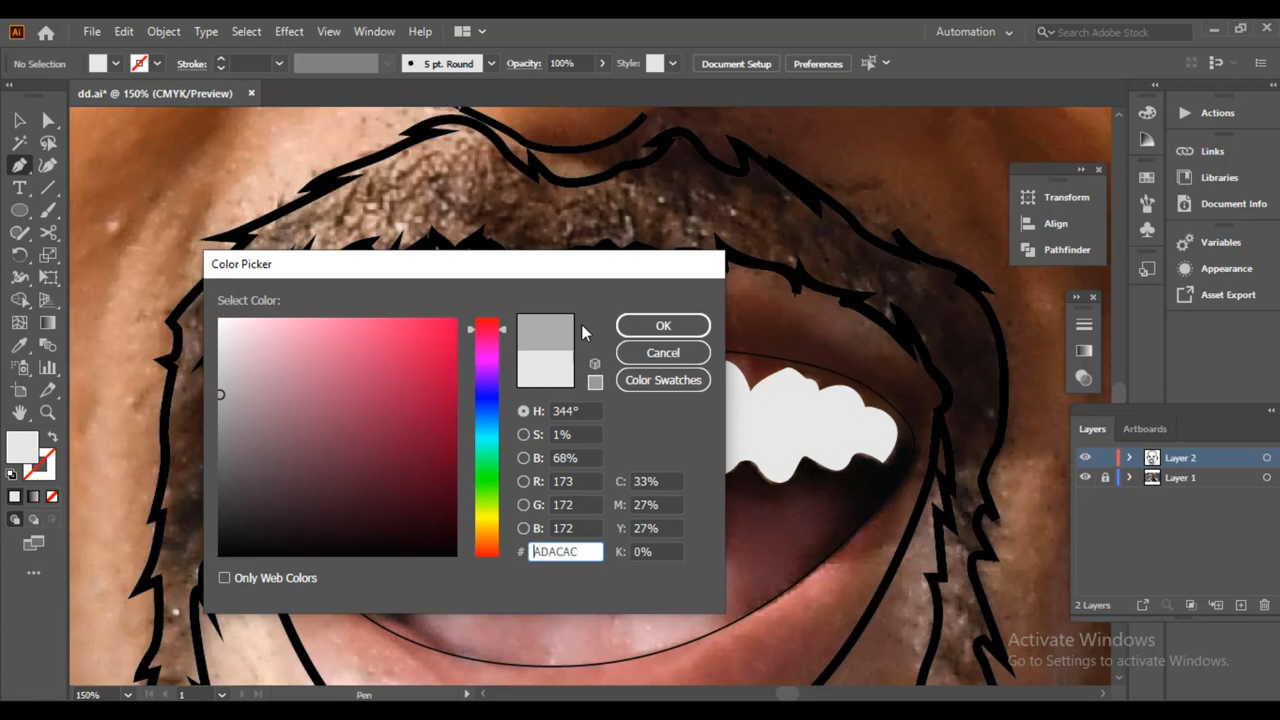 Ai File Edit Object Type Select Effect View Window Help Automation Search Adobe Stock
No Selection Stroke: 5 pt. Round Opacity: 100% Style: Document Setup Preferences
dd.ai* @ 150% (CMYK/Preview) ×
Actions
Links
Libraries
Document Info
Variables
Appearance
Asset Export
Transform
Align
Pathfinder
Color Picker
Select Color:
OK
Cancel
Color Swatches
H: 344°
S: 1%
B: 68%
R: 173 C: 33%
G: 172 M: 27%
B: 172 Y: 27%
# ADACAC K: 0%
Only Web Colors
Layers Artboards
Layer 2
Layer 1
2 Layers
Activate Windows
Go to Settings to activate Windows.
150% 1 Pen